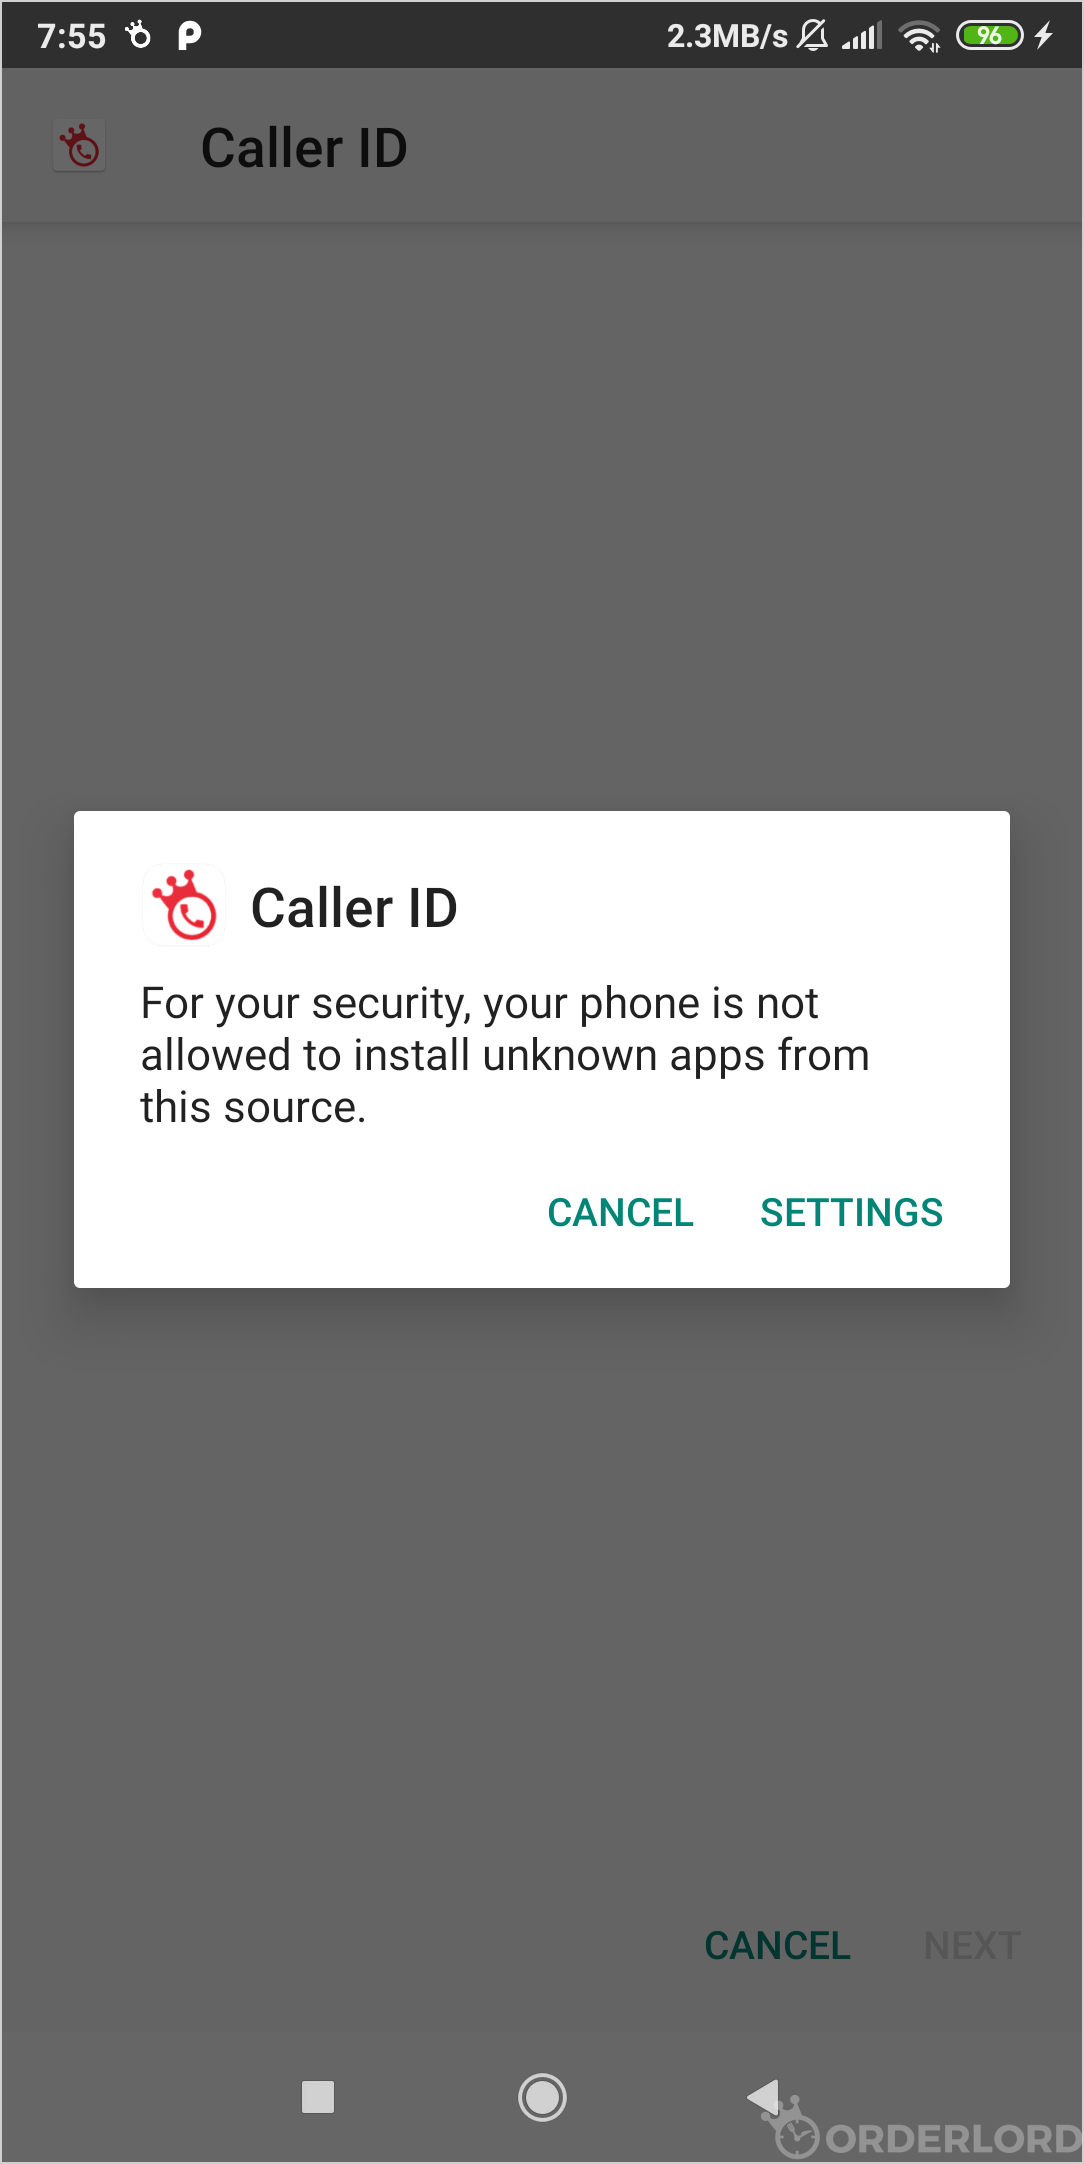 7:55 2.3MB/s 96
Caller ID
Caller ID
For your security, your phone is not
allowed to install unknown apps from
this source.
CANCEL SETTINGS
CANCEL NEXT
ORDERLORD